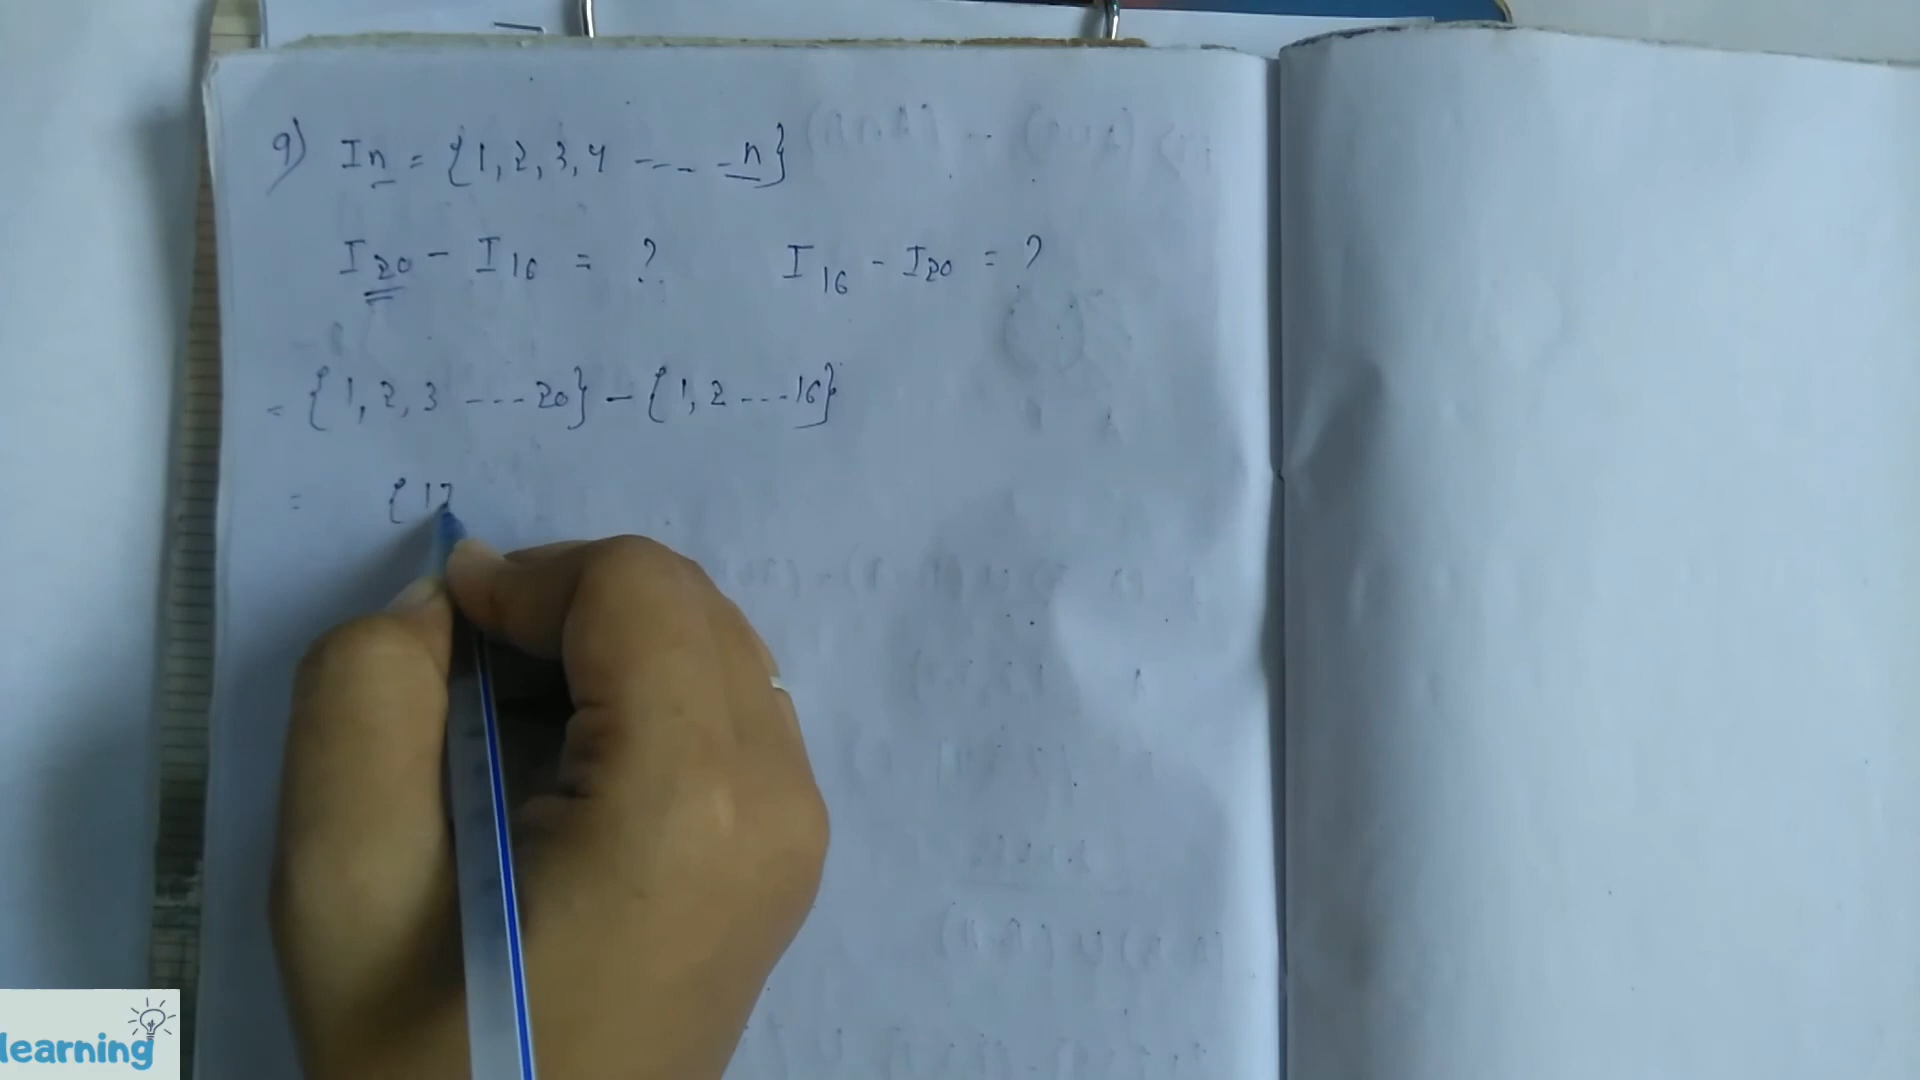 9) In = {1, 2, 3, 4 ---- n}
I20 - I16 = ? I16 - I20 = ?
= {1, 2, 3 --- 20} - {1, 2 ... 16}
= {17
learning